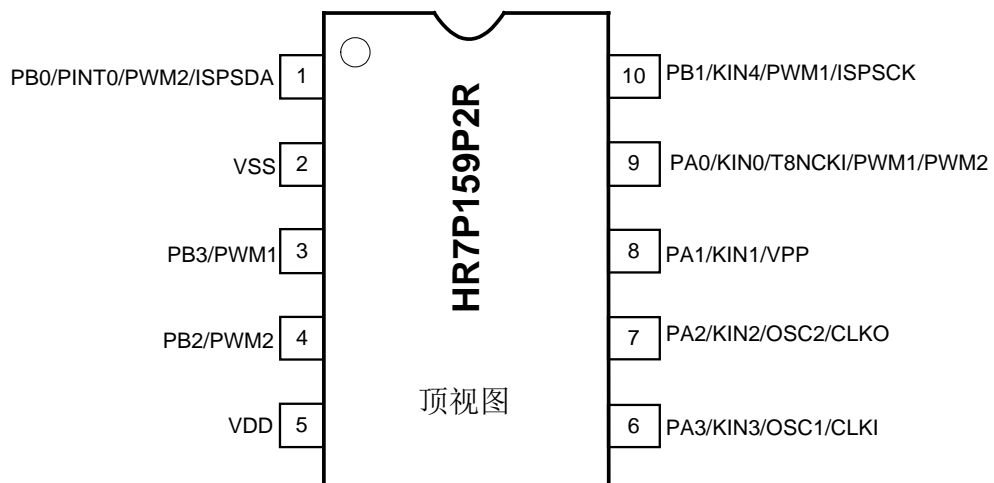 PB0/PINT0/PWM2/ISPSDA 1
VSS 2
PB3/PWM1 3
PB2/PWM2 4
VDD 5
HR7P159P2R
顶视图
10 PB1/KIN4/PWM1/ISPSCK
9 PA0/KIN0/T8NCKI/PWM1/PWM2
8 PA1/KIN1/VPP
7 PA2/KIN2/OSC2/CLKO
6 PA3/KIN3/OSC1/CLKI